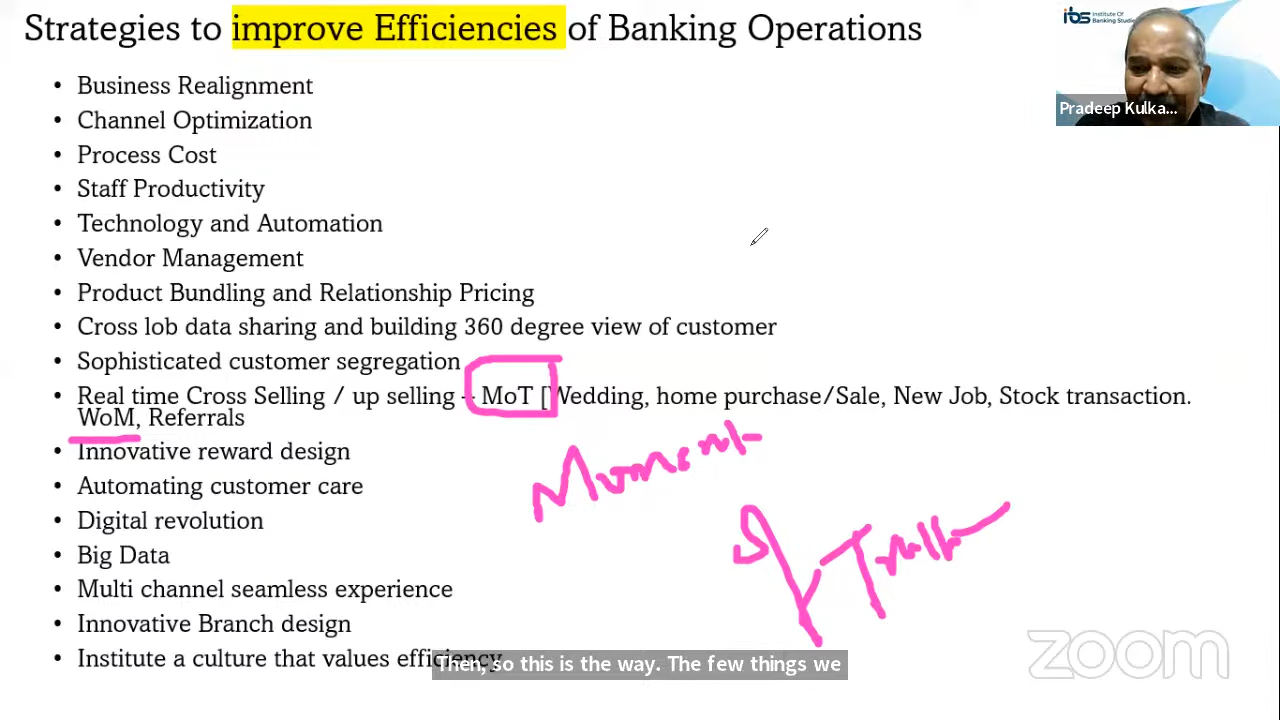 Strategies to improve Efficiencies of Banking Operations
ibs Institute Of
Banking Studies
Pradeep Kulka...
• Business Realignment
• Channel Optimization
• Process Cost
• Staff Productivity
• Technology and Automation
• Vendor Management
• Product Bundling and Relationship Pricing
• Cross lob data sharing and building 360 degree view of customer
• Sophisticated customer segregation
• Real time Cross Selling / up selling – MoT [Wedding, home purchase/Sale, New Job, Stock transaction.
WoM, Referrals
• Innovative reward design
• Automating customer care
• Digital revolution
• Big Data
• Multi channel seamless experience
• Innovative Branch design
• Institute a culture that values efficiency
Moment
of Truth
Then, so this is the way. The few things we
zoom